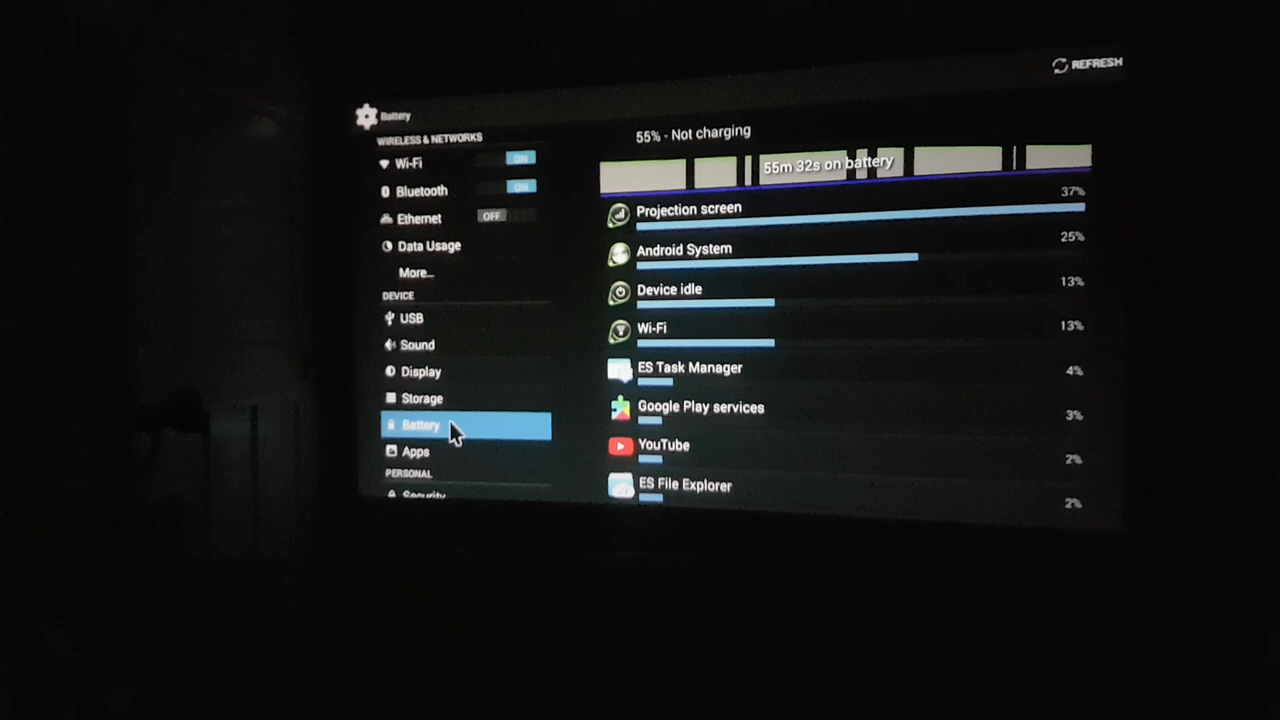 REFRESH
Battery
WIRELESS & NETWORKS
Wi-Fi ON
Bluetooth ON
Ethernet OFF
Data Usage
More...
DEVICE
USB
Sound
Display
Storage
Battery
Apps
PERSONAL
Security
55% - Not charging
55m 32s on battery
Projection screen 37%
Android System 25%
Device idle 13%
Wi-Fi 13%
ES Task Manager 4%
Google Play services 3%
YouTube 2%
ES File Explorer 2%